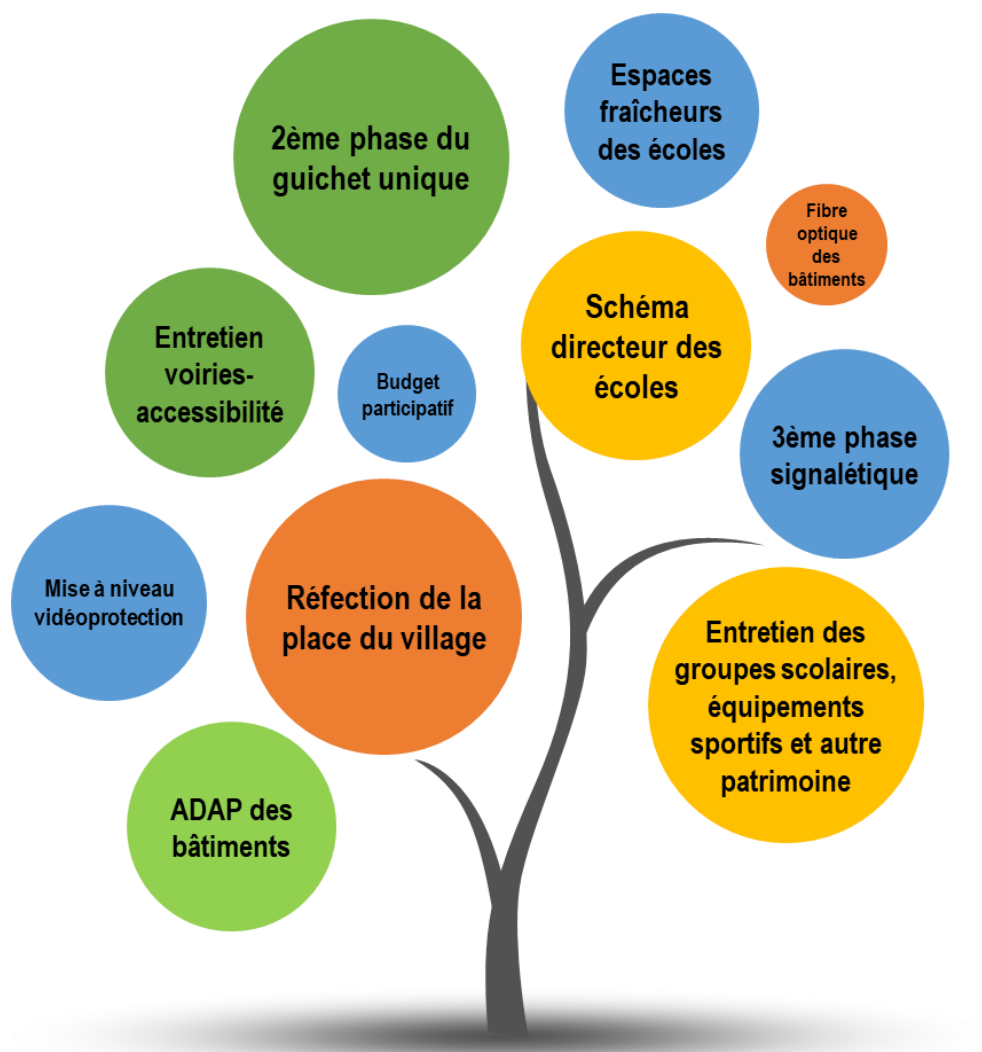 2ème phase du
guichet unique
Espaces
fraîcheurs
des écoles
Fibre
optique
des
bâtiments
Entretien
voiries-
accessibilité
Budget
participatif
Schéma
directeur des
écoles
3ème phase
signalétique
Mise à niveau
vidéoprotection
Réfection de la
place du village
Entretien des
groupes scolaires,
équipements
sportifs et autre
patrimoine
ADAP des
bâtiments